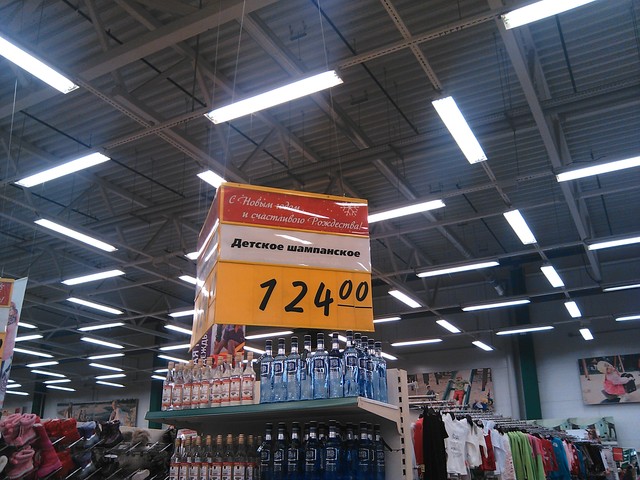 С Новым годом
и счастливого Рождества!
Детское шампанское
124 00